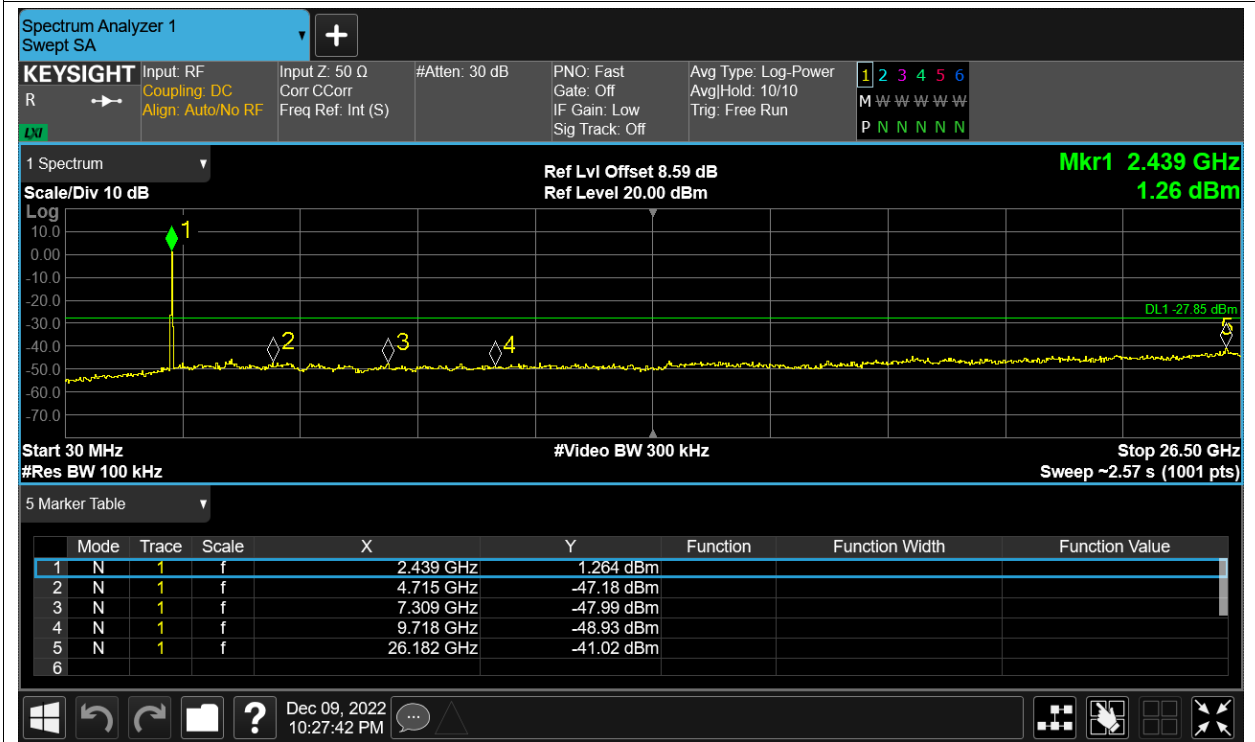 Spectrum Analyzer 1
Swept SA
+
KEYSIGHT
R
LXI
Input: RF
Coupling: DC
Align: Auto/No RF
Input Z: 50 Ω
Corr CCorr
Freq Ref: Int (S)
#Atten: 30 dB
PNO: Fast
Gate: Off
IF Gain: Low
Sig Track: Off
Avg Type: Log-Power
Avg|Hold: 10/10
Trig: Free Run
1 2 3 4 5 6
M W W W W W
P N N N N N
1 Spectrum
Scale/Div 10 dB
Ref Lvl Offset 8.59 dB
Ref Level 20.00 dBm
Mkr1 2.439 GHz
1.26 dBm
Log
10.0
0.00
-10.0
-20.0
-30.0
-40.0
-50.0
-60.0
-70.0
1
2
3
4
5
DL1 -27.85 dBm
Start 30 MHz
#Res BW 100 kHz
#Video BW 300 kHz
Stop 26.50 GHz
Sweep ~2.57 s (1001 pts)
5 Marker Table
Mode Trace Scale X Y Function Function Width Function Value
1 N 1 f 2.439 GHz 1.264 dBm
2 N 1 f 4.715 GHz -47.18 dBm
3 N 1 f 7.309 GHz -47.99 dBm
4 N 1 f 9.718 GHz -48.93 dBm
5 N 1 f 26.182 GHz -41.02 dBm
6
?
Dec 09, 2022
10:27:42 PM